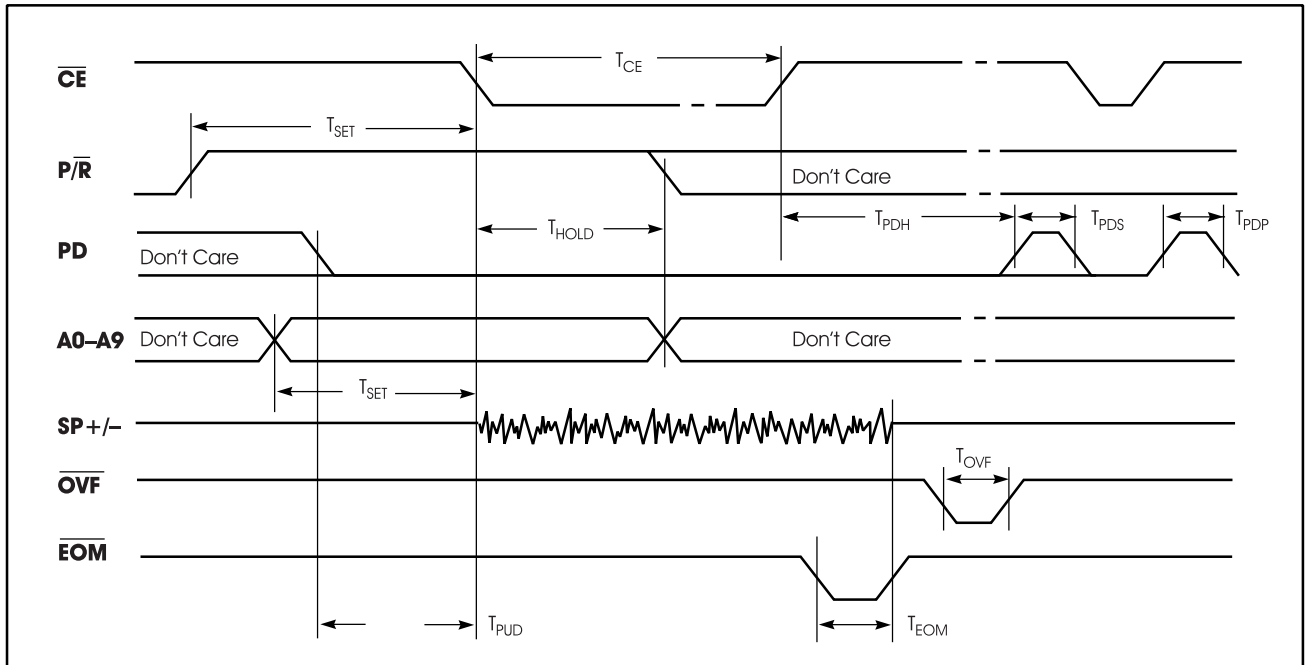 CE
T_CE
T_SET
P/R
Don't Care
T_HOLD
T_PDH
T_PDS
T_PDP
PD
Don't Care
A0–A9 Don't Care
Don't Care
T_SET
SP+/–
T_OVF
OVF
EOM
T_PUD
T_EOM